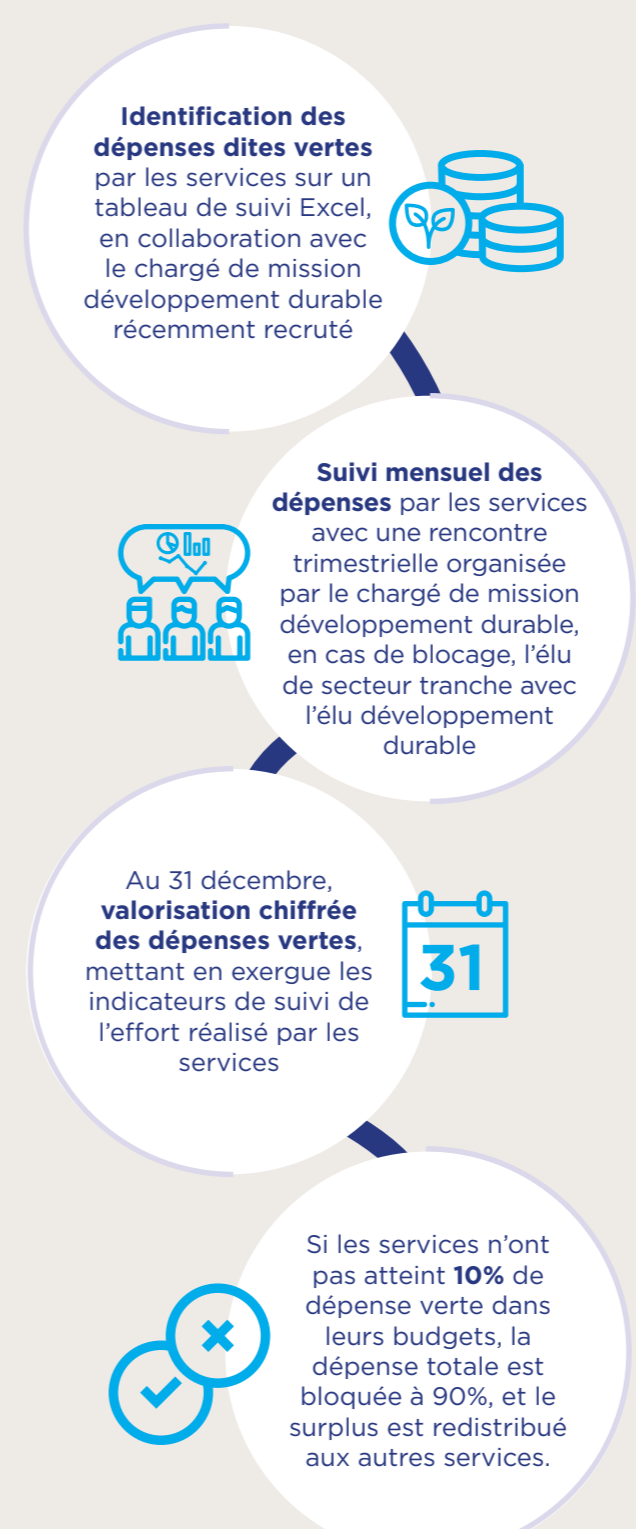 Identification des
dépenses dites vertes
par les services sur un
tableau de suivi Excel,
en collaboration avec
le chargé de mission
développement durable
récemment recruté
Suivi mensuel des
dépenses par les services
avec une rencontre
trimestrielle organisée
par le chargé de mission
développement durable,
en cas de blocage, l’élu
de secteur tranche avec
l’élu développement
durable
Au 31 décembre,
valorisation chiffrée
des dépenses vertes,
mettant en exergue les
indicateurs de suivi de
l’effort réalisé par les
services
31
Si les services n’ont
pas atteint 10% de
dépense verte dans
leurs budgets, la
dépense totale est
bloquée à 90%, et le
surplus est redistribué
aux autres services.